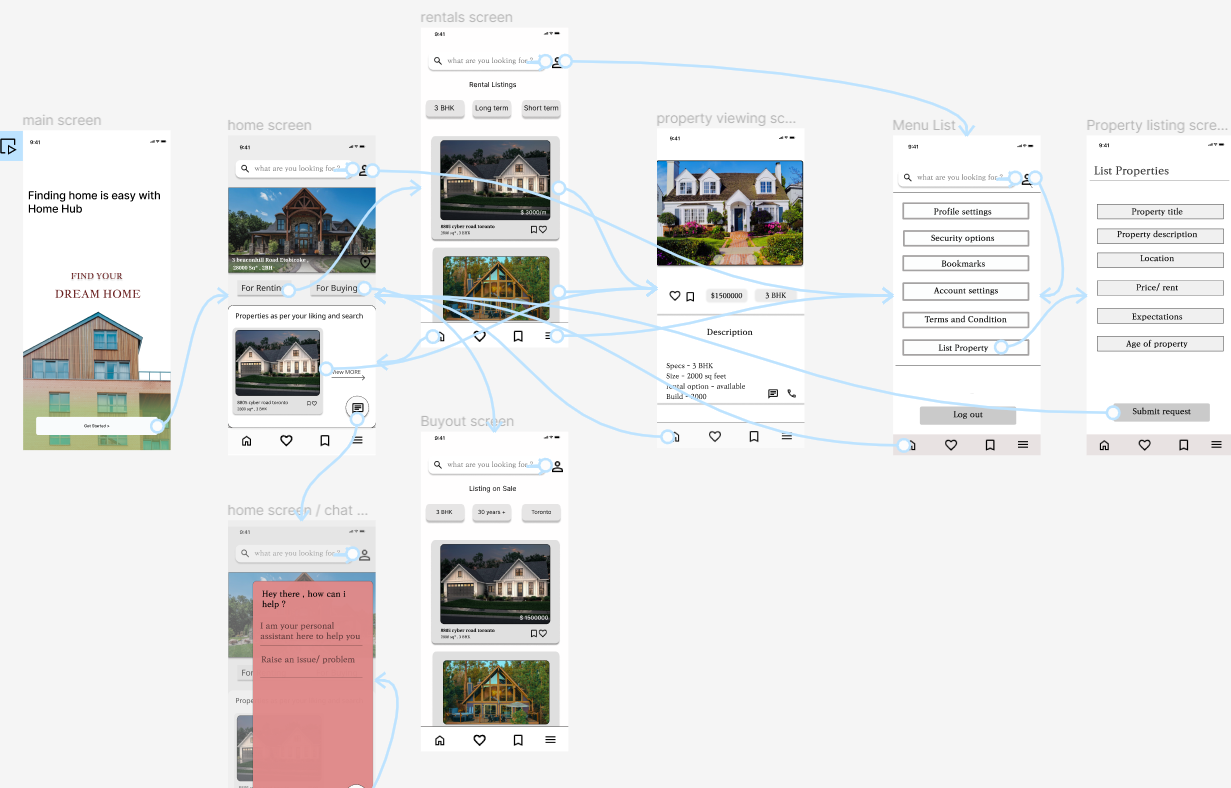 main screen
9:41
Finding home is easy with
Home Hub
FIND YOUR
DREAM HOME
Get Started >
home screen
9:41
what are you looking for ?
3 beaconhill Road Etobicoke ,
28000 Sq* , 2BH
For Rentin
For Buying
Properties as per your liking and search
8805 cyber road toronto
2000 sq* , 3 BHK
View MORE
home screen / chat ...
9:41
what are you looking for ?
Hey there , how can i
help ?
I am your personal
assistant here to help you
Raise an issue/ problem
For
Prope
rentals screen
9:41
what are you looking for ?
Rental Listings
3 BHK
Long term
Short term
$ 3000/m
8805 cyber road toronto
2000 sq* , 3 BHK
Buyout screen
9:41
what are you looking for ?
Listing on Sale
3 BHK
30 years +
Toronto
$ 1500000
8805 cyber road toronto
2000 sq* , 3 BHK
property viewing sc...
9:41
$1500000
3 BHK
Description
Specs - 3 BHK
Size - 2000 sq feet
rental option - available
Build - 2000
Menu List
9:41
what are you looking for ?
Profile settings
Security options
Bookmarks
Account settings
Terms and Condition
List Property
Log out
Property listing scre...
9:41
List Properties
Property title
Property description
Location
Price/ rent
Expectations
Age of property
Submit request